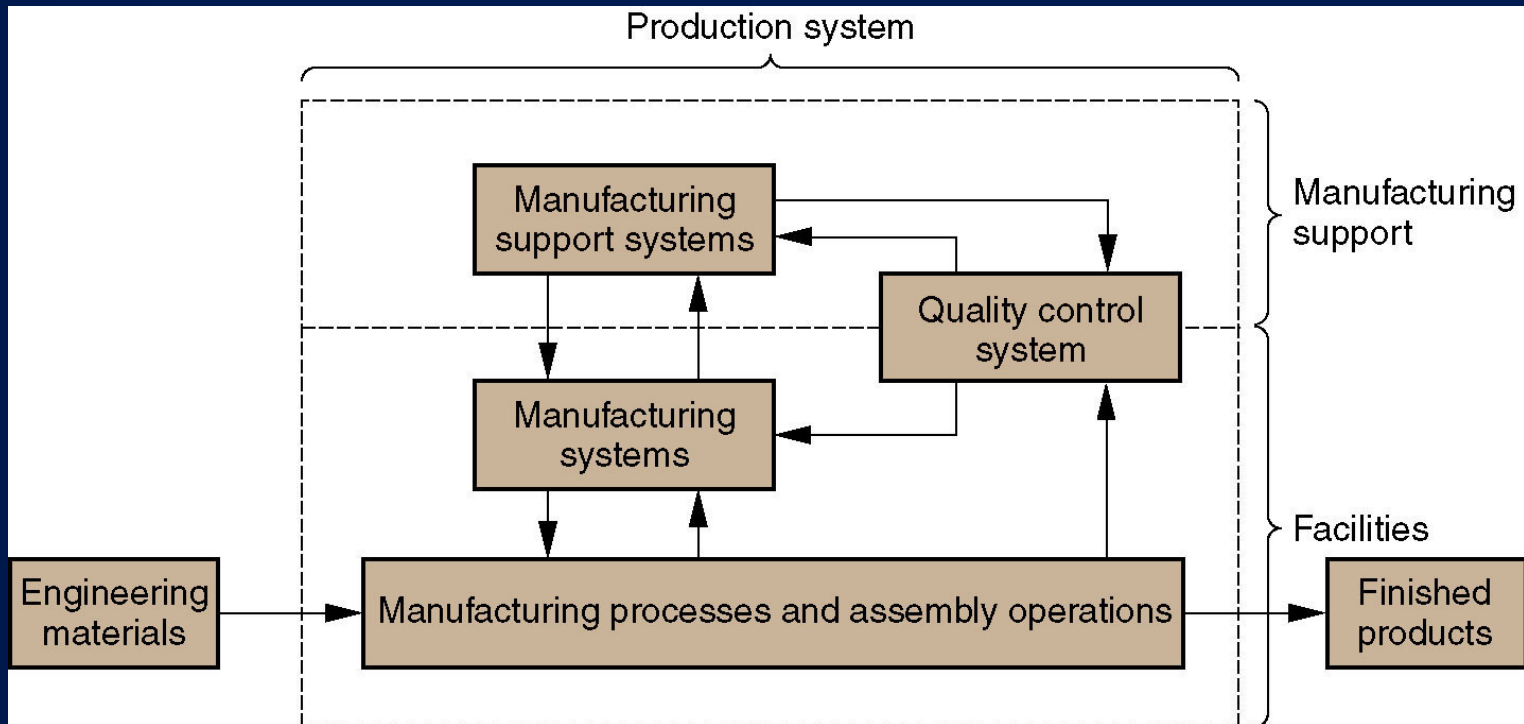 Production system
Manufacturing
support systems
Manufacturing
support
Quality control
system
Manufacturing
systems
Facilities
Engineering
materials
Manufacturing processes and assembly operations
Finished
products